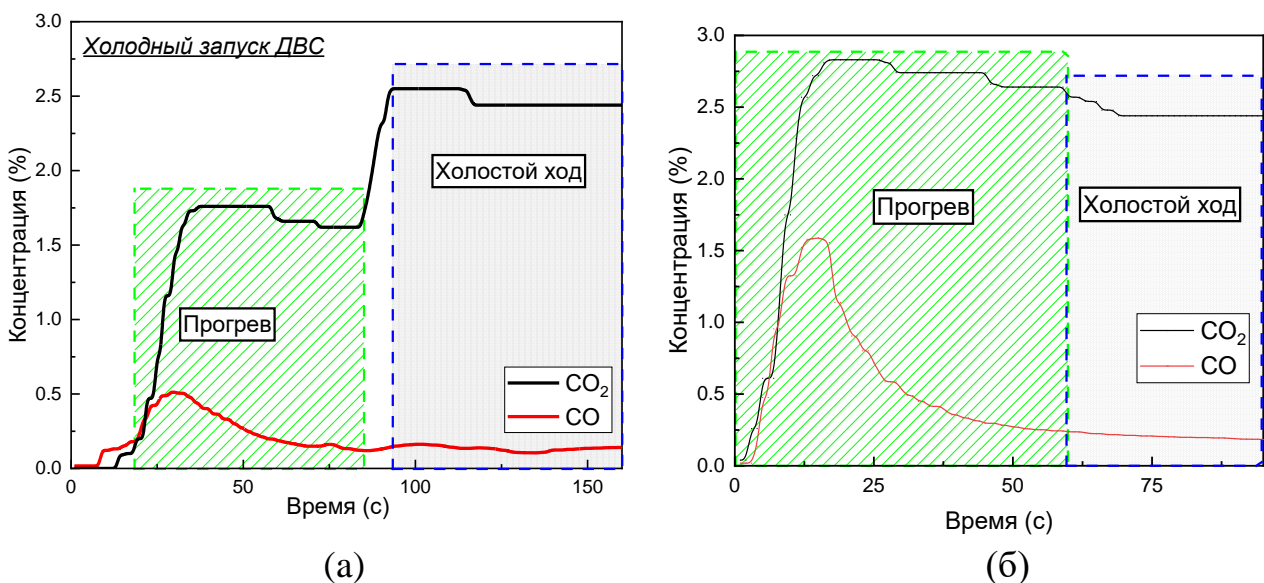 Холодный запуск ДВС
Концентрация (%)
3.0
2.5
2.0
1.5
1.0
0.5
0.0
Прогрев
Холостой ход
CO₂
CO
0
50
100
150
Время (с)
(а)
Концентрация (%)
3.0
2.5
2.0
1.5
1.0
0.5
0.0
Прогрев
Холостой ход
CO₂
CO
0
25
50
75
Время (с)
(б)